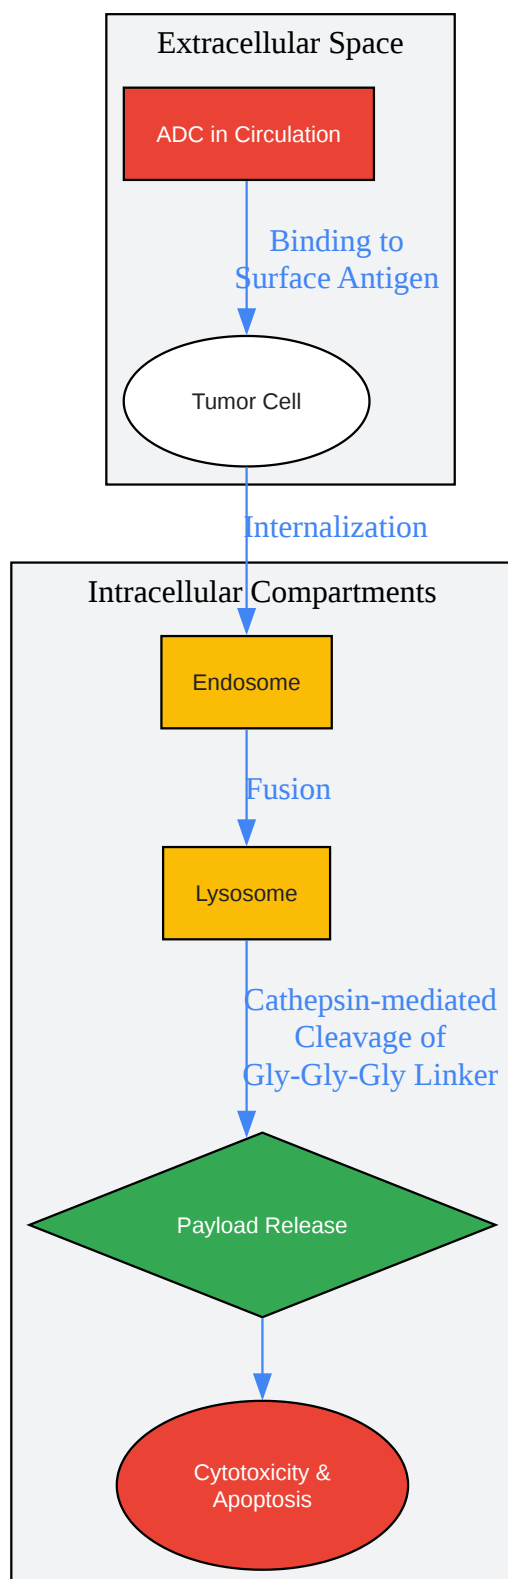 Extracellular Space
ADC in Circulation
Binding to
Surface Antigen
Tumor Cell
Internalization
Intracellular Compartments
Endosome
Fusion
Lysosome
Cathepsin-mediated
Cleavage of
Gly-Gly-Gly Linker
Payload Release
Cytotoxicity &
Apoptosis